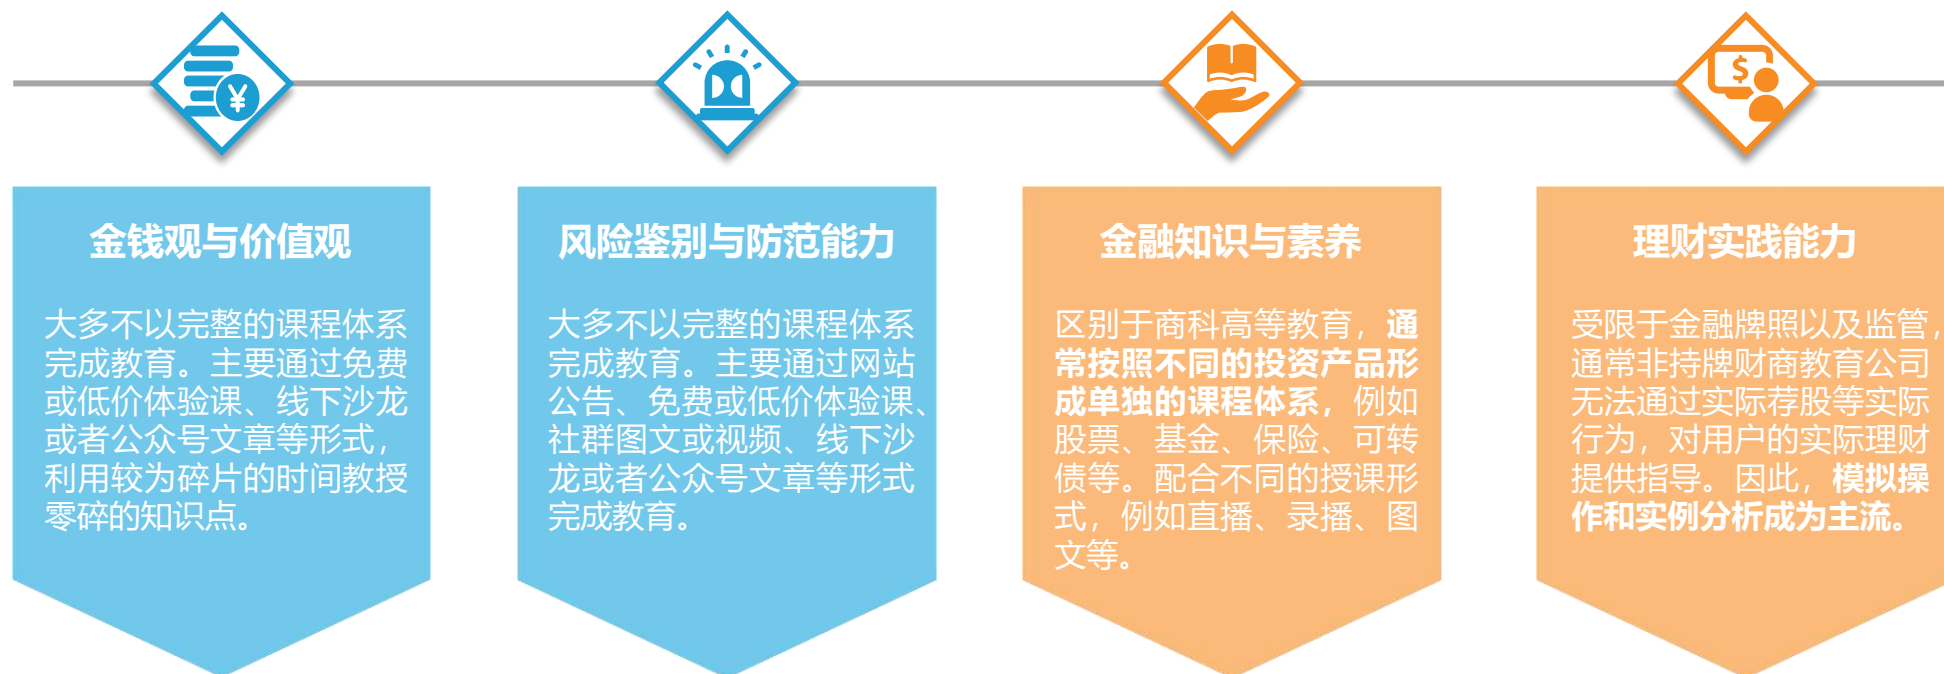 金钱观与价值观
大多不以完整的课程体系
完成教育。主要通过免费
或低价体验课、线下沙龙
或者公众号文章等形式，
利用较为碎片的时间教授
零碎的知识点。
风险鉴别与防范能力
大多不以完整的课程体系
完成教育。主要通过网站
公告、免费或低价体验课、
社群图文或视频、线下沙
龙或者公众号文章等形式
完成教育。
金融知识与素养
区别于商科高等教育，通
常按照不同的投资产品形
成单独的课程体系，例如
股票、基金、保险、可转
债等。配合不同的授课形
式，例如直播、录播、图
文等。
理财实践能力
受限于金融牌照以及监管，
通常非持牌财商教育公司
无法通过实际荐股等实际
行为，对用户的实际理财
提供指导。因此，模拟操
作和实例分析成为主流。